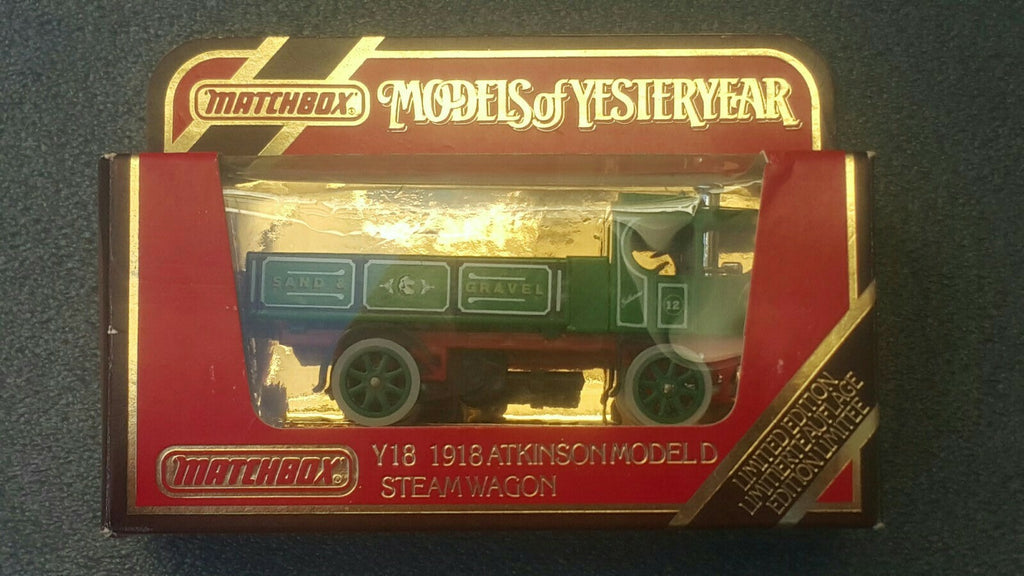 MATCHBOX®
MODELS of YESTERYEAR
SAND & GRAVEL
12
MATCHBOX®
Y18 1918 ATKINSON MODEL D
STEAM WAGON
LIMITED EDITION
LIMITIERTE AUFLAGE
EDITION LIMITEE